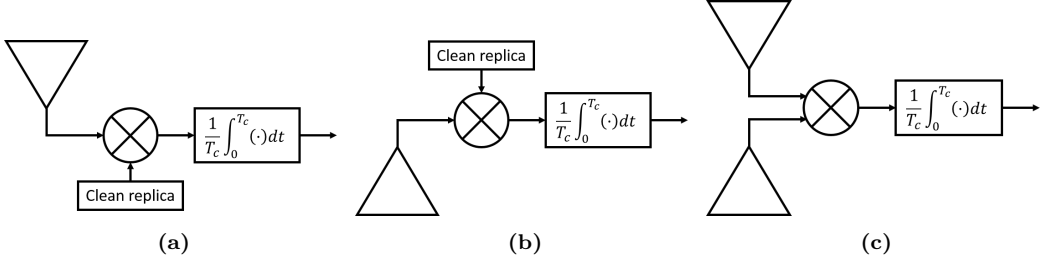 Clean replica
1/T_c ∫_0^{T_c} (·)dt
(a)
Clean replica
1/T_c ∫_0^{T_c} (·)dt
(b)
1/T_c ∫_0^{T_c} (·)dt
(c)